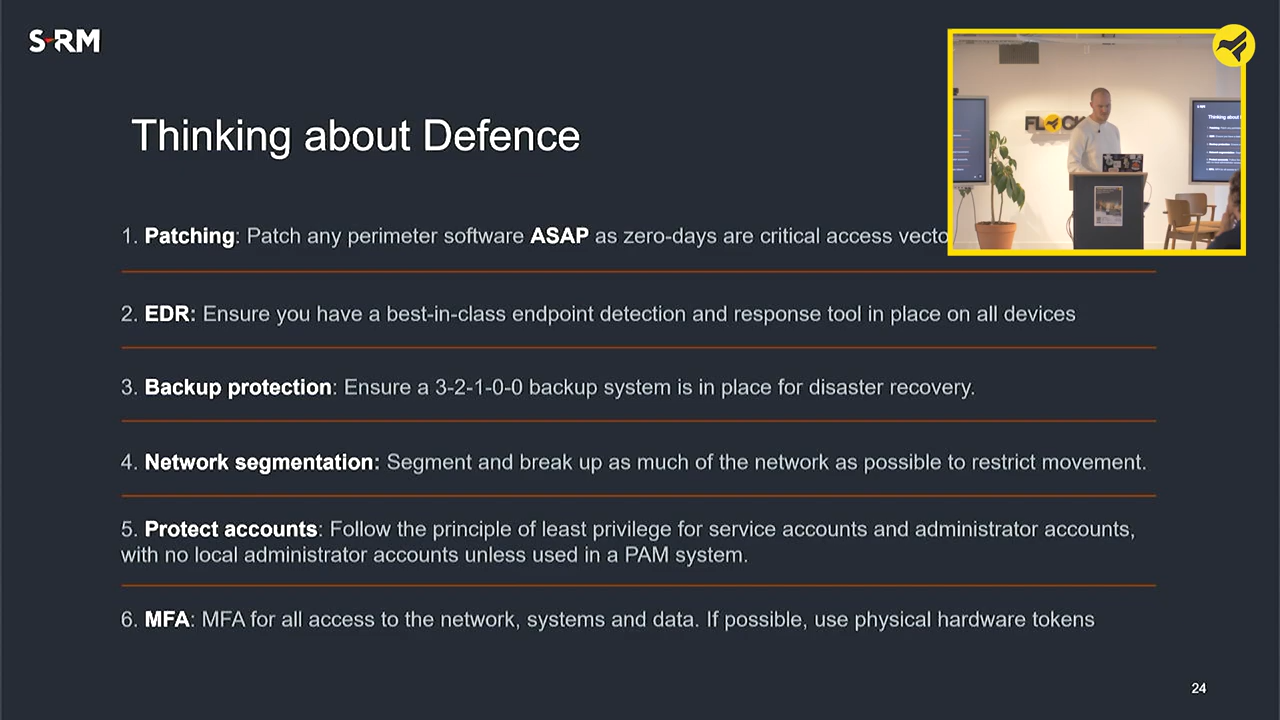 S-RM
Thinking about Defence
1. Patching: Patch any perimeter software ASAP as zero-days are critical access
2. EDR: Ensure you have a best-in-class endpoint detection and response tool in place on all devices
3. Backup protection: Ensure a 3-2-1-0-0 backup system is in place for disaster recovery.
4. Network segmentation: Segment and break up as much of the network as possible to restrict movement.
5. Protect accounts: Follow the principle of least privilege for service accounts and administrator accounts,
with no local administrator accounts unless used in a PAM system.
6. MFA: MFA for all access to the network, systems and data. If possible, use physical hardware tokens
24